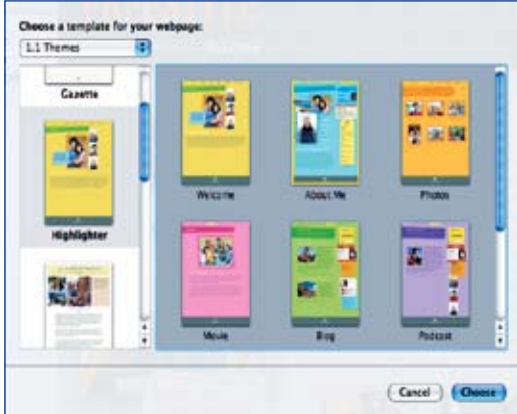 Choose a template for your webpage:
1.1 Themes
Gazette
Highlighter
Welcome
About Me
Photos
Movie
Blog
Podcast
Cancel
Choose